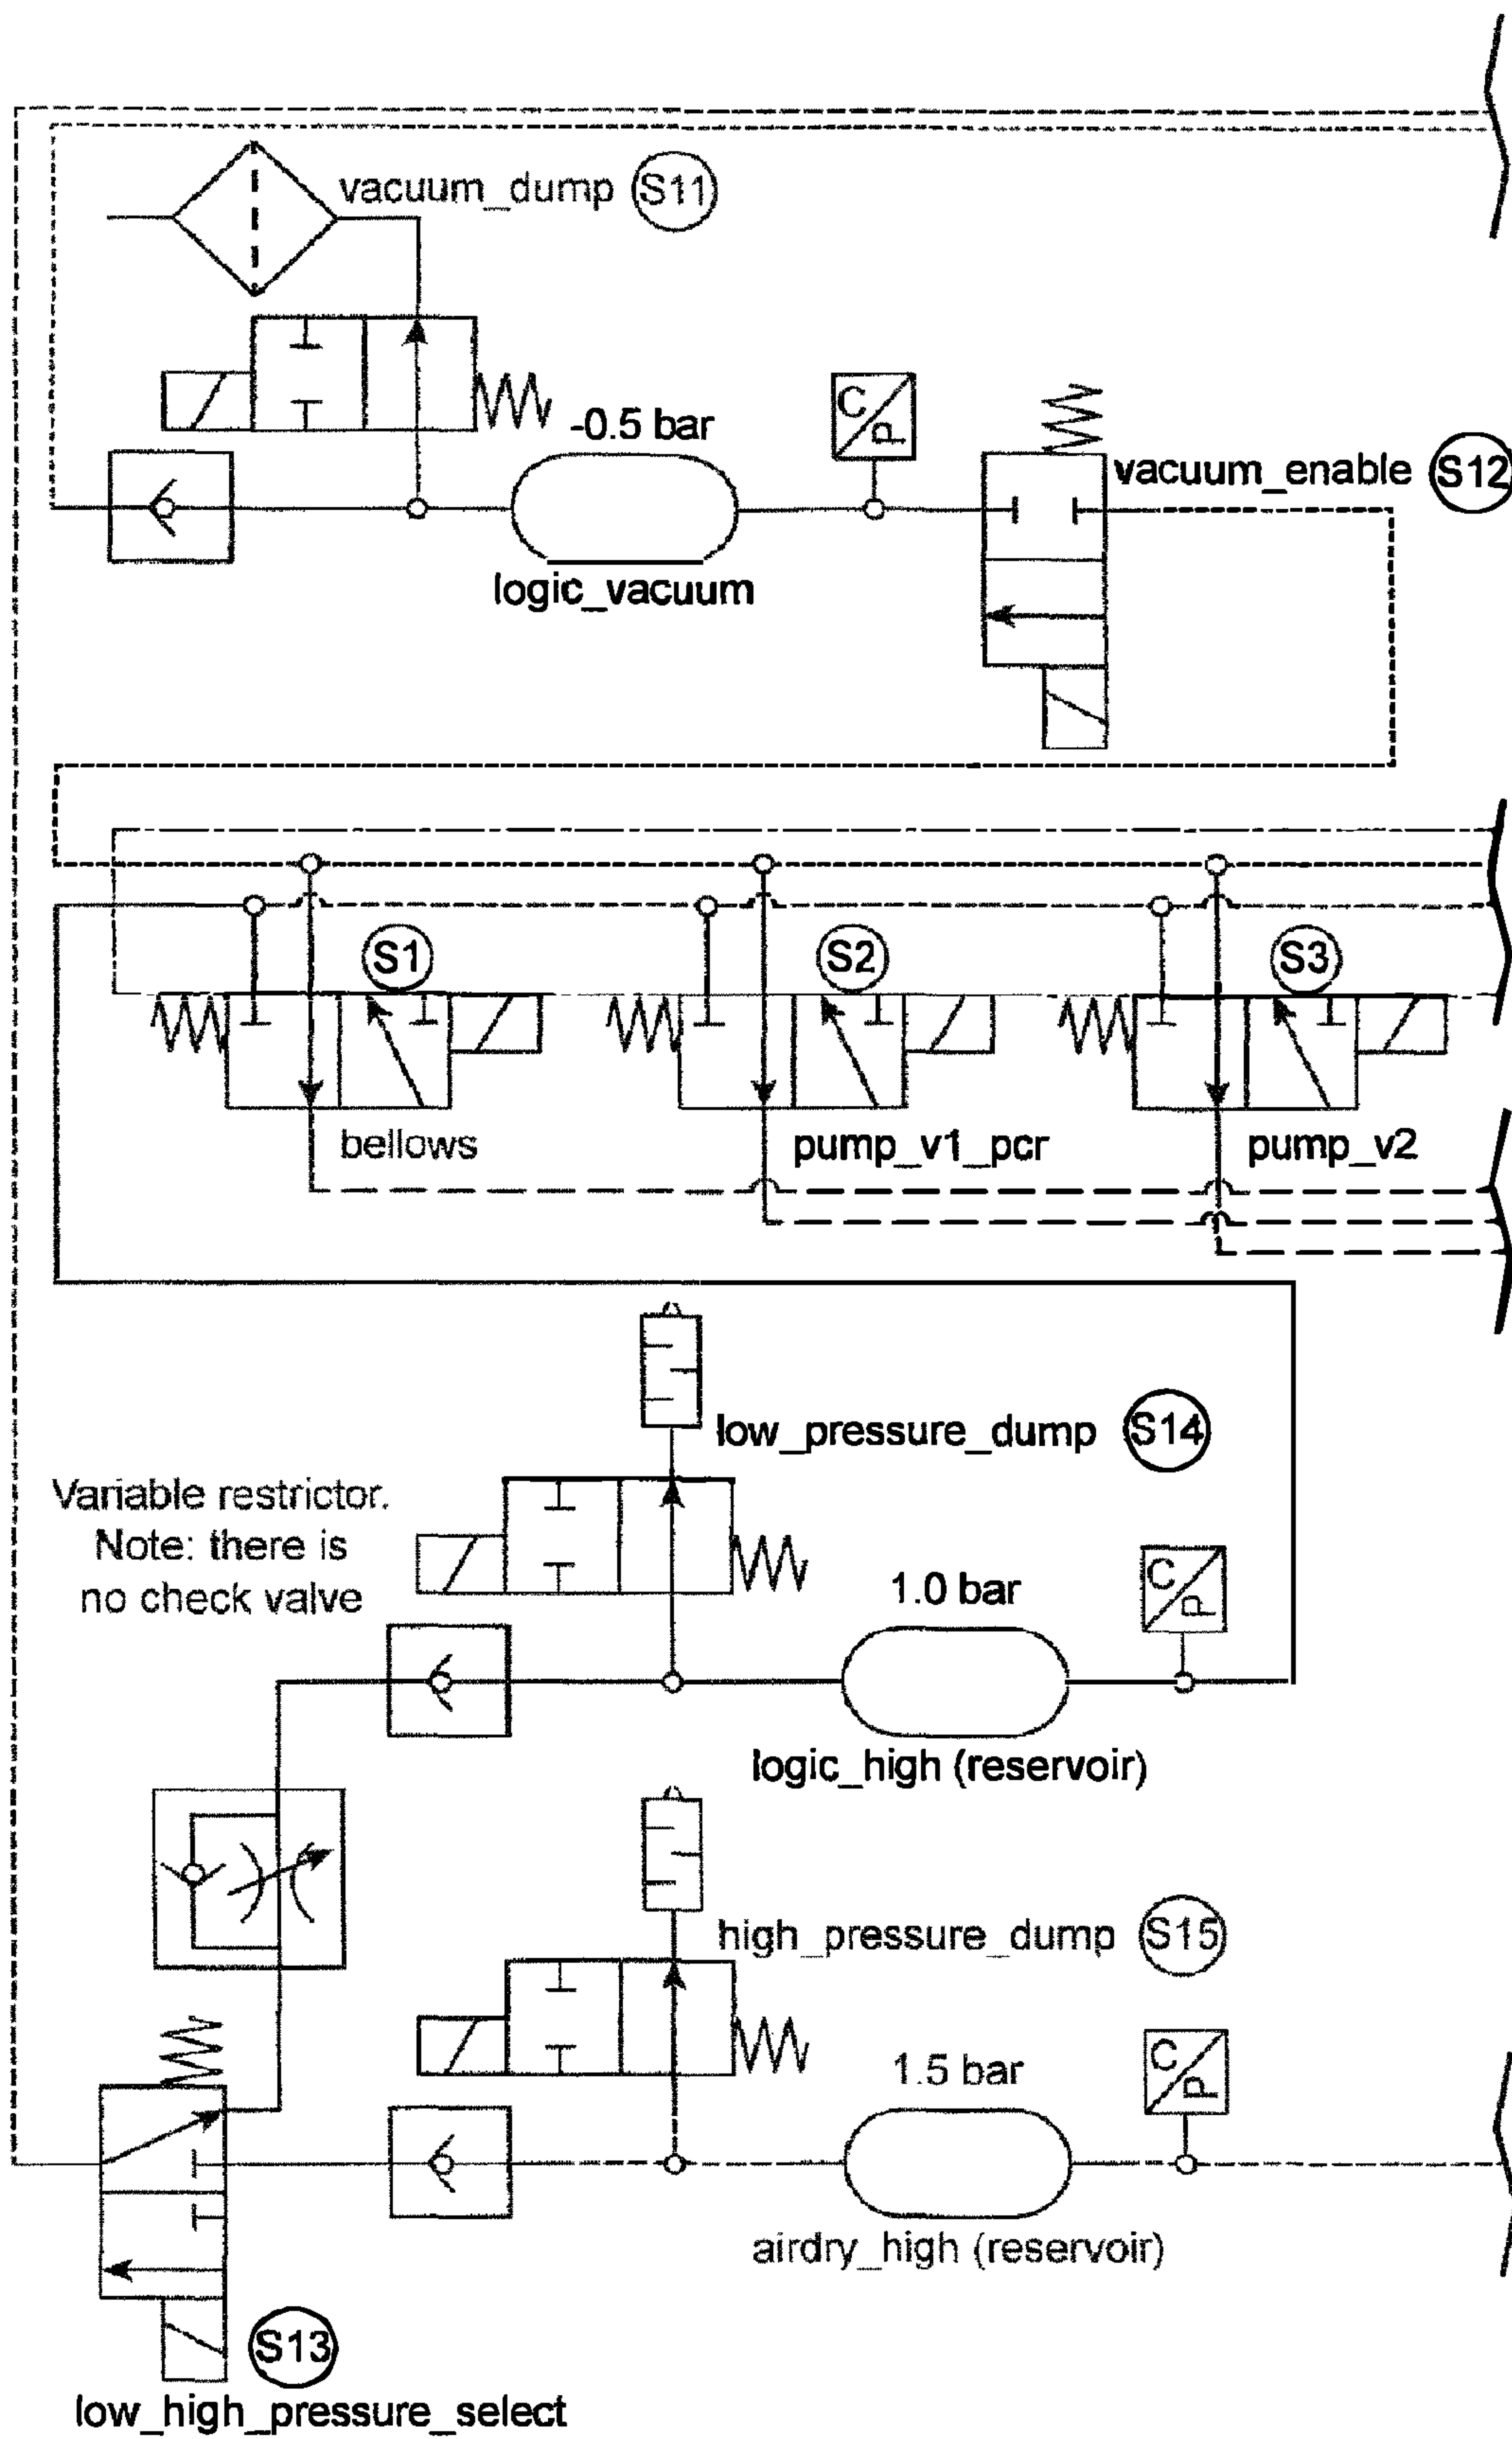 vacuum_dump S11
-0.5 bar
C
P
vacuum_enable S12
logic_vacuum
S1
S2
S3
bellows
pump_v1_pcr
pump_v2
low_pressure_dump S14
Variable restrictor.
Note: there is
no check valve
1.0 bar
C
P
logic_high (reservoir)
high_pressure_dump S15
1.5 bar
C
P
airdry_high (reservoir)
S13
low_high_pressure_select